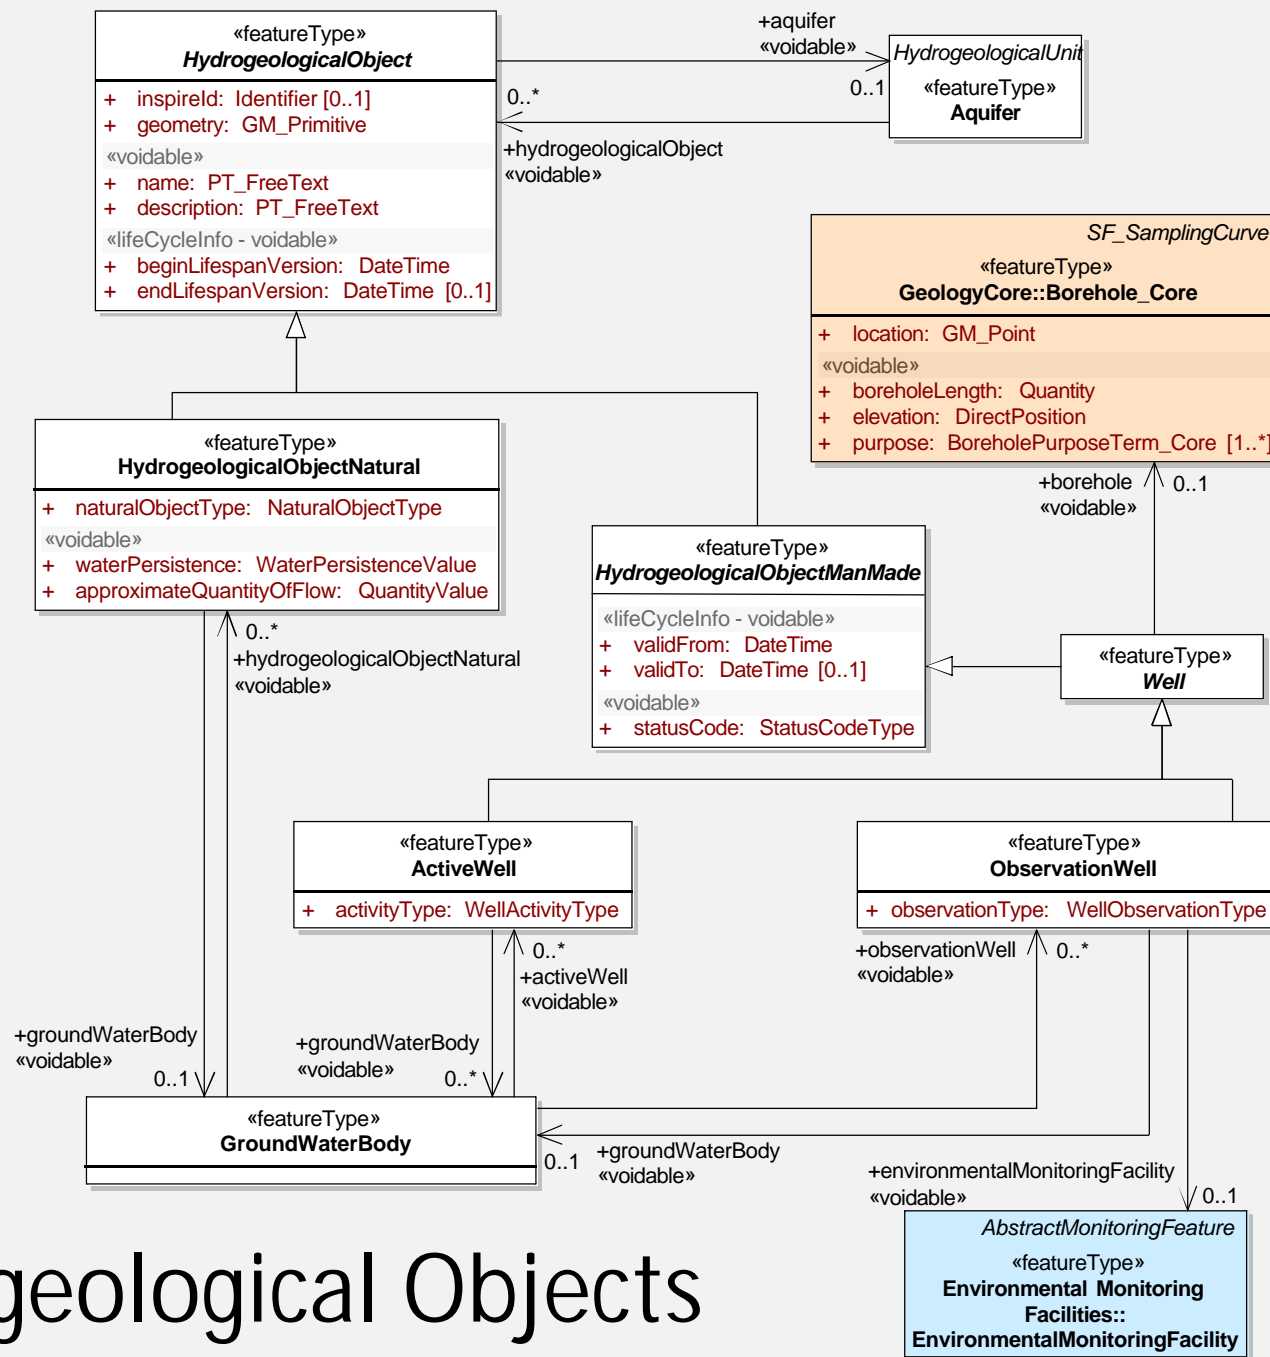 «featureType»
HydrogeologicalObject
+ inspireId: Identifier [0..1]
+ geometry: GM_Primitive
«voidable»
+ name: PT_FreeText
+ description: PT_FreeText
«lifeCycleInfo - voidable»
+ beginLifespanVersion: DateTime
+ endLifespanVersion: DateTime [0..1]
+aquifer
«voidable»
0..1
0..*
+hydrogeologicalObject
«voidable»
HydrogeologicalUnit
«featureType»
Aquifer
SF_SamplingCurve
«featureType»
GeologyCore::Borehole_Core
+ location: GM_Point
«voidable»
+ boreholeLength: Quantity
+ elevation: DirectPosition
+ purpose: BoreholePurposeTerm_Core [1..*]
+borehole
«voidable»
0..1
«featureType»
HydrogeologicalObjectNatural
+ naturalObjectType: NaturalObjectType
«voidable»
+ waterPersistence: WaterPersistenceValue
+ approximateQuantityOfFlow: QuantityValue
0..*
+hydrogeologicalObjectNatural
«voidable»
«featureType»
HydrogeologicalObjectManMade
«lifeCycleInfo - voidable»
+ validFrom: DateTime
+ validTo: DateTime [0..1]
«voidable»
+ statusCode: StatusCodeType
«featureType»
Well
«featureType»
ActiveWell
+ activityType: WellActivityType
«featureType»
ObservationWell
+ observationType: WellObservationType
0..*
+activeWell
«voidable»
+observationWell
«voidable»
0..*
+groundWaterBody
«voidable»
0..1
+groundWaterBody
«voidable»
0..*
«featureType»
GroundWaterBody
0..1
+groundWaterBody
«voidable»
+environmentalMonitoringFacility
«voidable»
0..1
AbstractMonitoringFeature
«featureType»
Environmental Monitoring
Facilities::
EnvironmentalMonitoringFacility
geological Objects